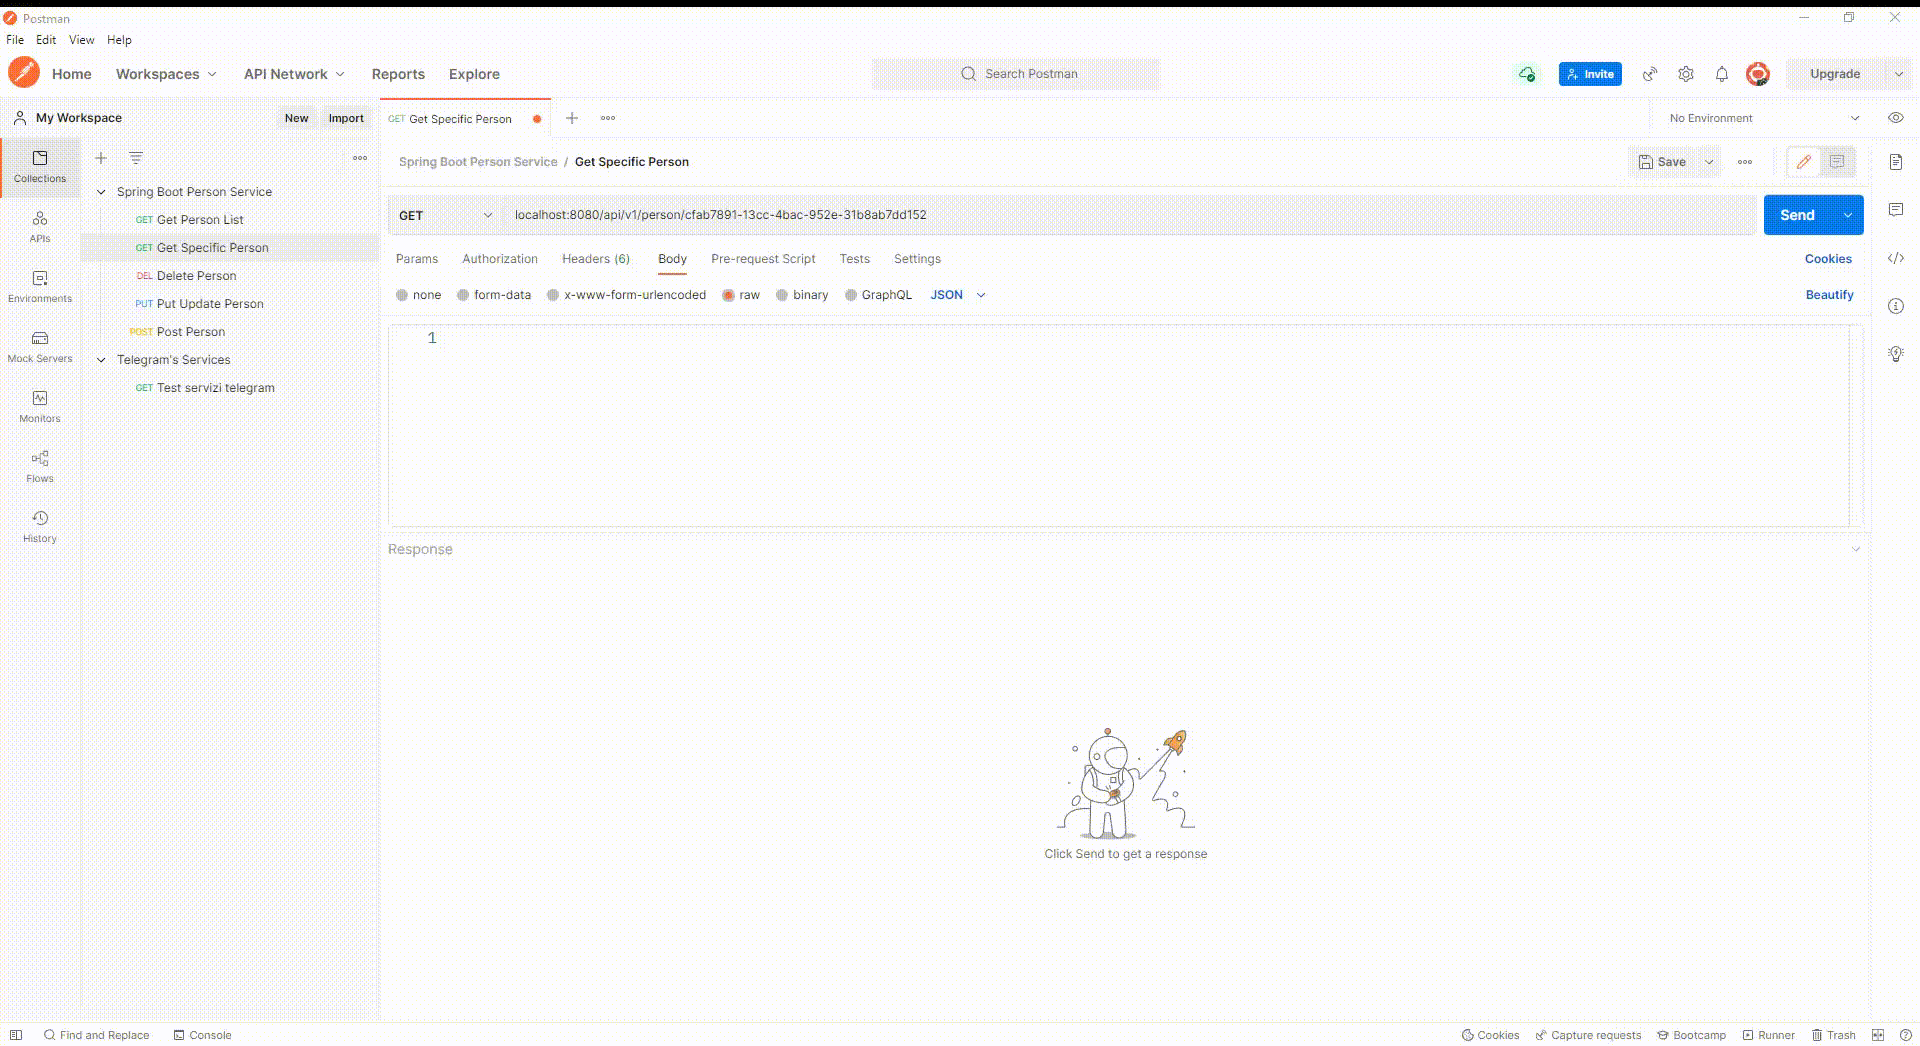 Postman
File Edit View Help
Home Workspaces API Network Reports Explore Search Postman Invite Upgrade
My Workspace New Import GET Get Specific Person No Environment
Spring Boot Person Service / Get Specific Person Save
Collections
APIs
Environments
Mock Servers
Monitors
Flows
History
Spring Boot Person Service
GET Get Person List
GET Get Specific Person
DEL Delete Person
PUT Put Update Person
POST Post Person
Telegram's Services
GET Test servizi telegram
GET localhost:8080/api/v1/person/cfab7891-13cc-4bac-952e-31b8ab7dd152 Send
Params Authorization Headers (6) Body Pre-request Script Tests Settings Cookies
none form-data x-www-form-urlencoded raw binary GraphQL JSON Beautify
1
Response
Click Send to get a response
Find and Replace Console Cookies Capture requests Bootcamp Runner Trash